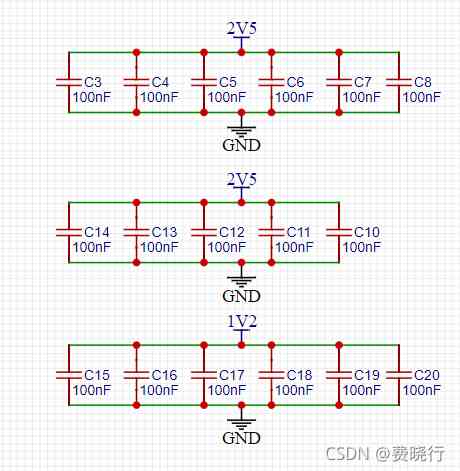 2V5
C3 C4 C5 C6 C7 C8
100nF 100nF 100nF 100nF 100nF 100nF
GND
2V5
C14 C13 C12 C11 C10
100nF 100nF 100nF 100nF 100nF
GND
1V2
C15 C16 C17 C18 C19 C20
100nF 100nF 100nF 100nF 100nF 100nF
GND
CSDN @费晓行